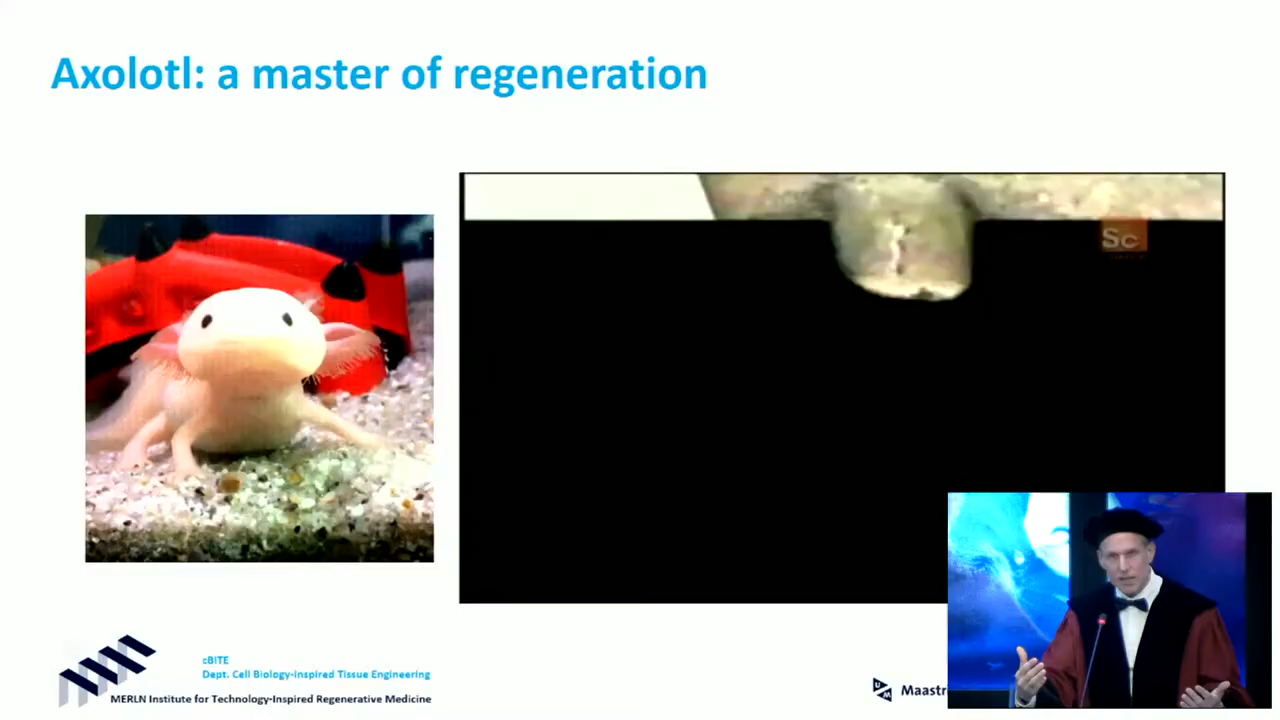 Axolotl: a master of regeneration
Sc
cBITE
Dept. Cell Biology-Inspired Tissue Engineering
MERLN Institute for Technology-Inspired Regenerative Medicine
UM
Maastr